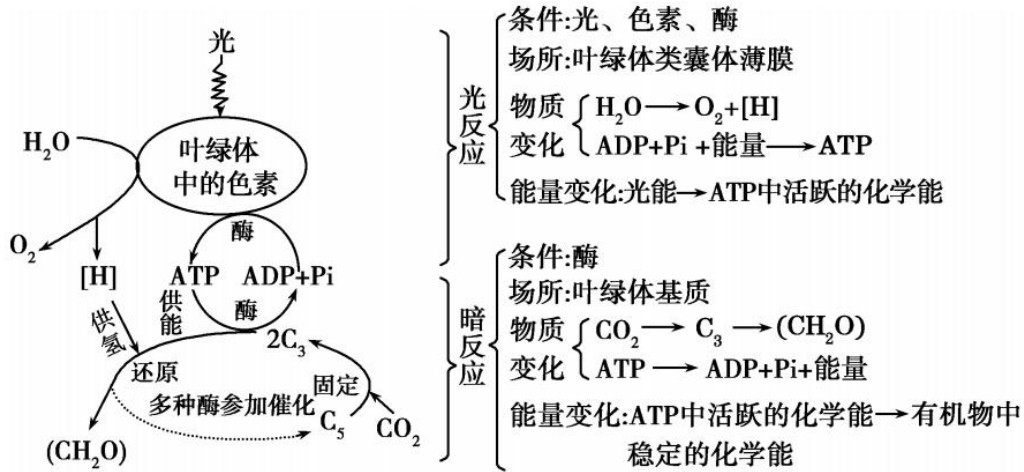 光
H₂O
叶绿体
中的色素
酶
O₂
[H]
ATP
ADP+Pi
供氢
供能
酶
2C₃
还原
固定
多种酶参加催化
C₅
CO₂
(CH₂O)
光反应
条件:光、色素、酶
场所:叶绿体类囊体薄膜
物质变化
H₂O→O₂+[H]
ADP+Pi+能量→ATP
能量变化:光能→ATP中活跃的化学能
暗反应
条件:酶
场所:叶绿体基质
物质变化
CO₂→C₃→(CH₂O)
ATP→ADP+Pi+能量
能量变化:ATP中活跃的化学能→有机物中
稳定的化学能